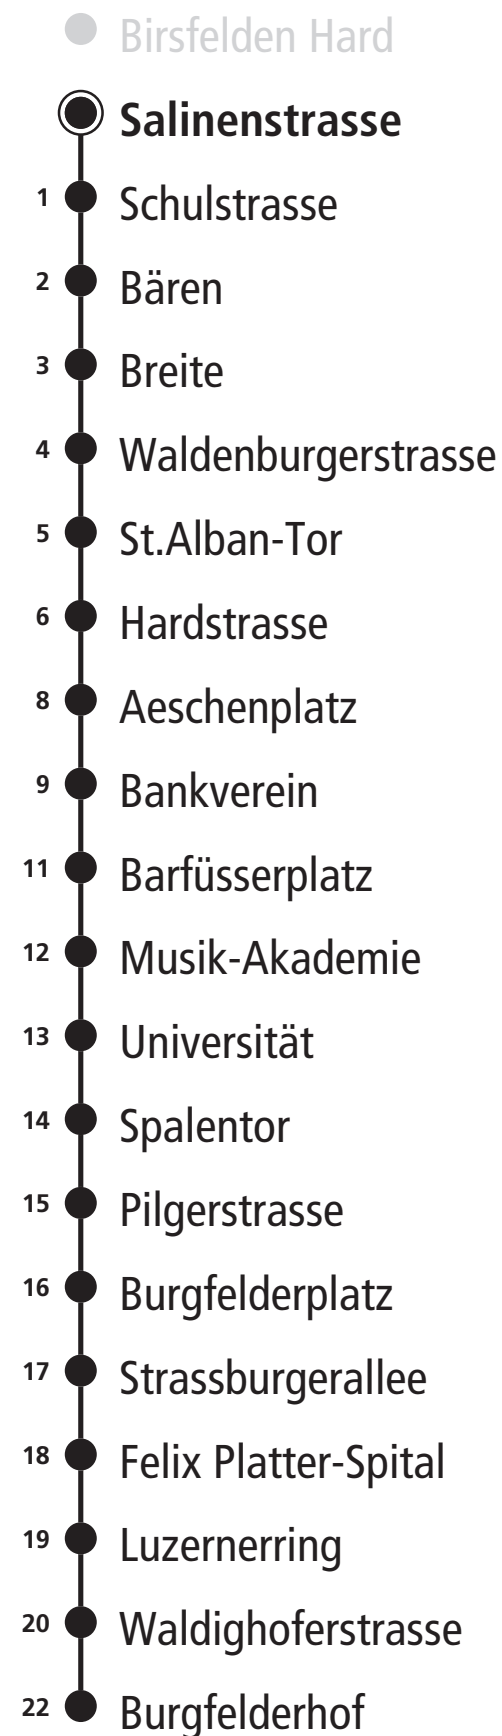 Birsfelden Hard
Salinenstrasse
1 Schulstrasse
2 Bären
3 Breite
4 Waldenburgerstrasse
5 St.Alban-Tor
6 Hardstrasse
8 Aeschenplatz
9 Bankverein
11 Barfüsserplatz
12 Musik-Akademie
13 Universität
14 Spalentor
15 Pilgerstrasse
16 Burgfelderplatz
17 Strassburgerallee
18 Felix Platter-Spital
19 Luzernerring
20 Waldighoferstrasse
22 Burgfelderhof